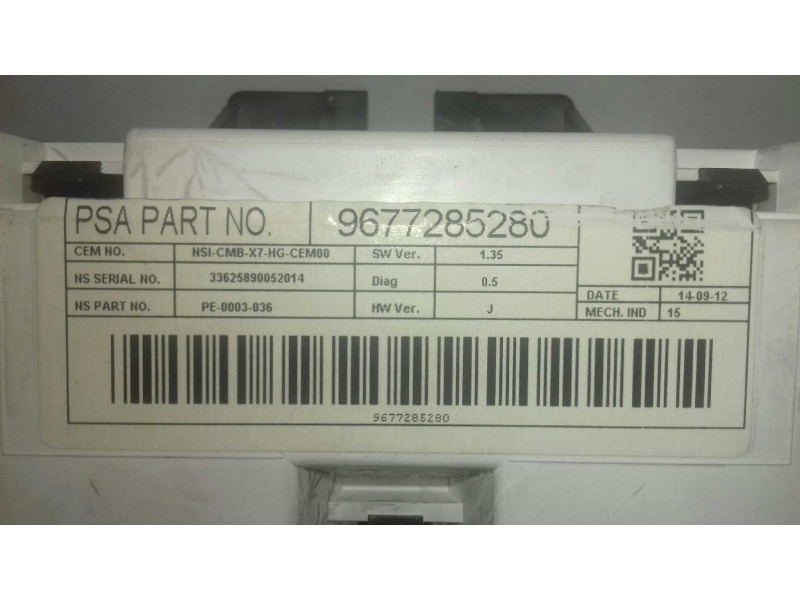 PSA PART NO. 9677285280
CEM NO. NSI-CMB-X7-HG-CEM00 SW Ver. 1.35
NS SERIAL NO. 33625890052014 Diag 0.5
NS PART NO. PE-0003-036 HW Ver. J
DATE 14-09-12
MECH. IND 15
9677285280